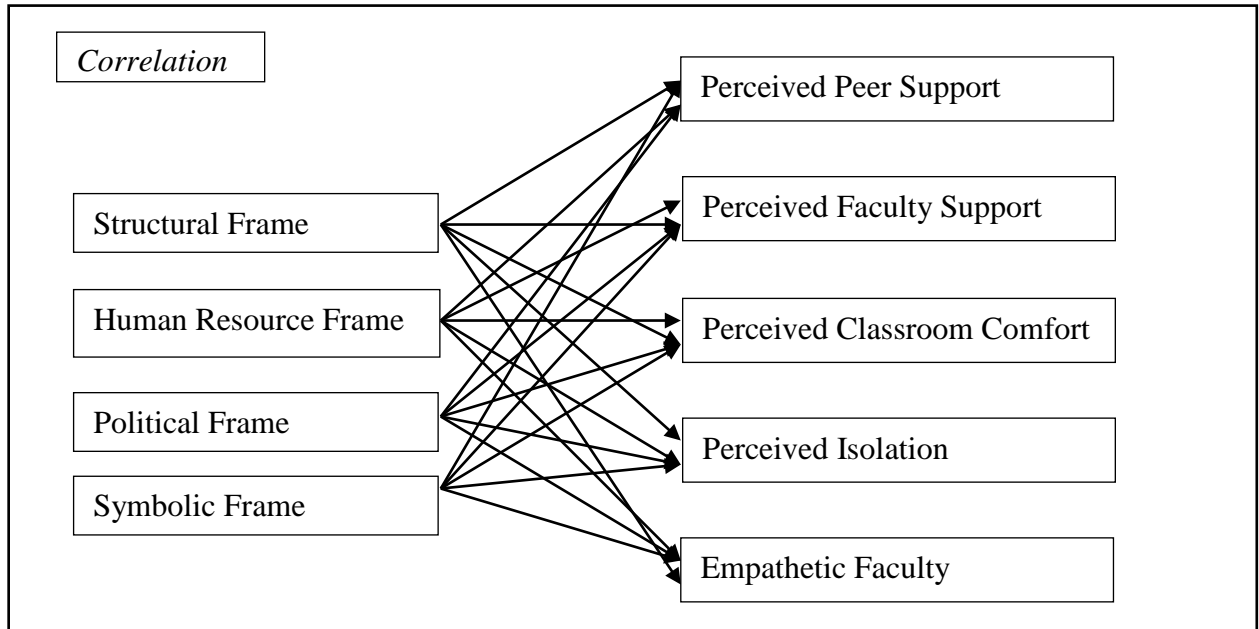 Correlation
Structural Frame
Human Resource Frame
Political Frame
Symbolic Frame
Perceived Peer Support
Perceived Faculty Support
Perceived Classroom Comfort
Perceived Isolation
Empathetic Faculty